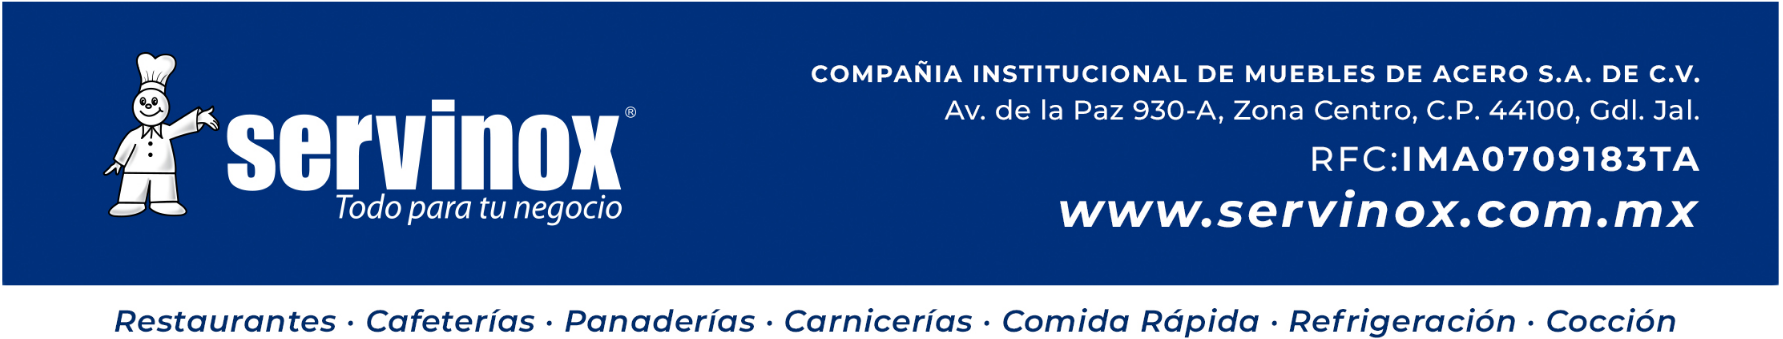 COMPAÑIA INSTITUCIONAL DE MUEBLES DE ACERO S.A. DE C.V.
Av. de la Paz 930-A, Zona Centro, C.P. 44100, Gdl. Jal.
RFC:IMA0709183TA
www.servinox.com.mx
servinox®
Todo para tu negocio
Restaurantes · Cafeterías · Panaderías · Carnicerías · Comida Rápida · Refrigeración · Cocción